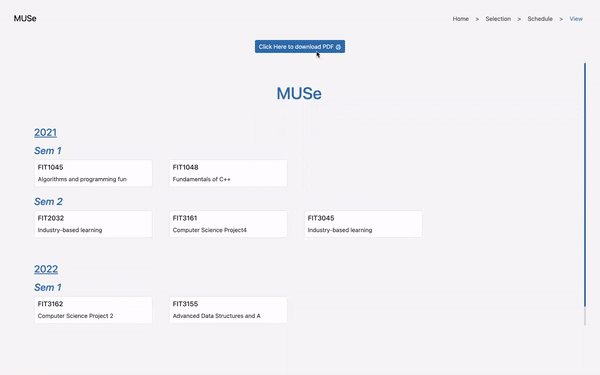 MUSe
Home > Selection > Schedule > View
Click Here to download PDF
MUSe
2021
Sem 1
FIT1045
Algorithms and programming fun
FIT1048
Fundamentals of C++
Sem 2
FIT2032
Industry-based learning
FIT3161
Computer Science Project4
FIT3045
Industry-based learning
2022
Sem 1
FIT3162
Computer Science Project 2
FIT3155
Advanced Data Structures and A